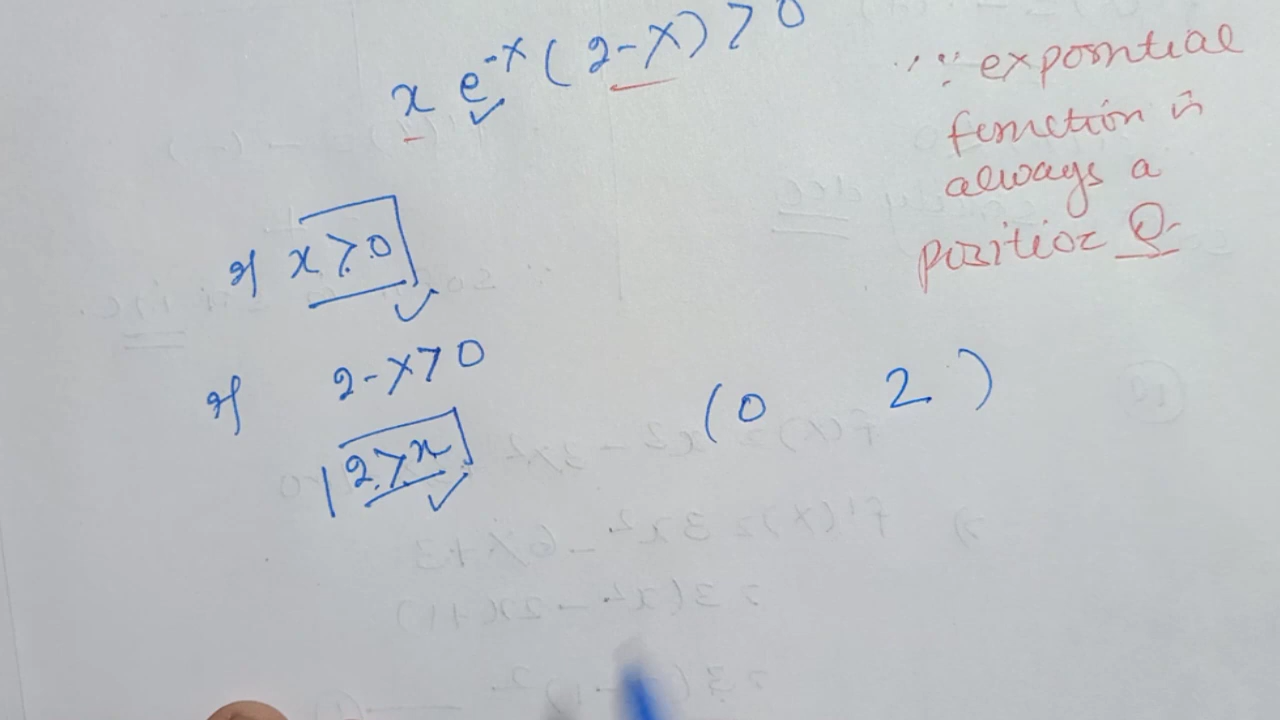 x e^{-x} (2-x) > 0
∵ exponential
function is
always a
positive Q.
if x > 0
if 2-x > 0
2 > x
(0 2)